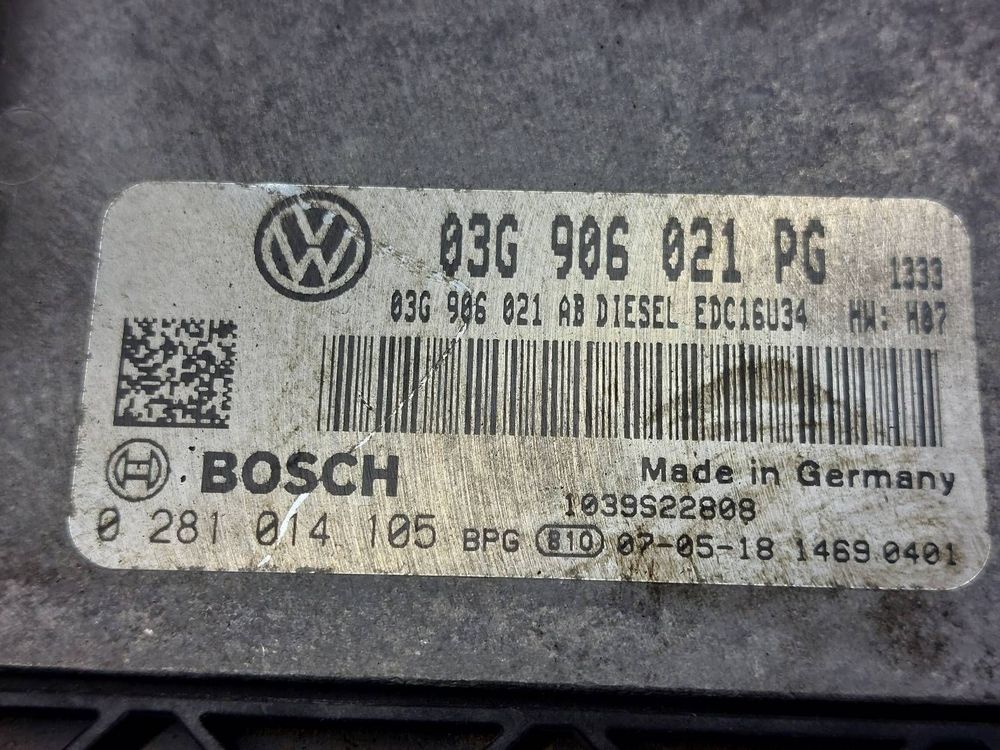 03G 906 021 PG 1333
03G 906 021 AB DIESEL EDC16U34 HW: H07
BOSCH Made in Germany
1039S22808
0 281 014 105 BPG 810 07-05-18 1469 0401